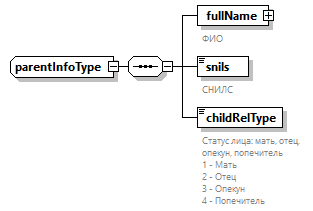 fullName
ФИО
parentInfoType
snils
СНИЛС
childRelType
Статус лица: мать, отец,
опекун, попечитель
1 - Мать
2 - Отец
3 - Опекун
4 - Попечитель